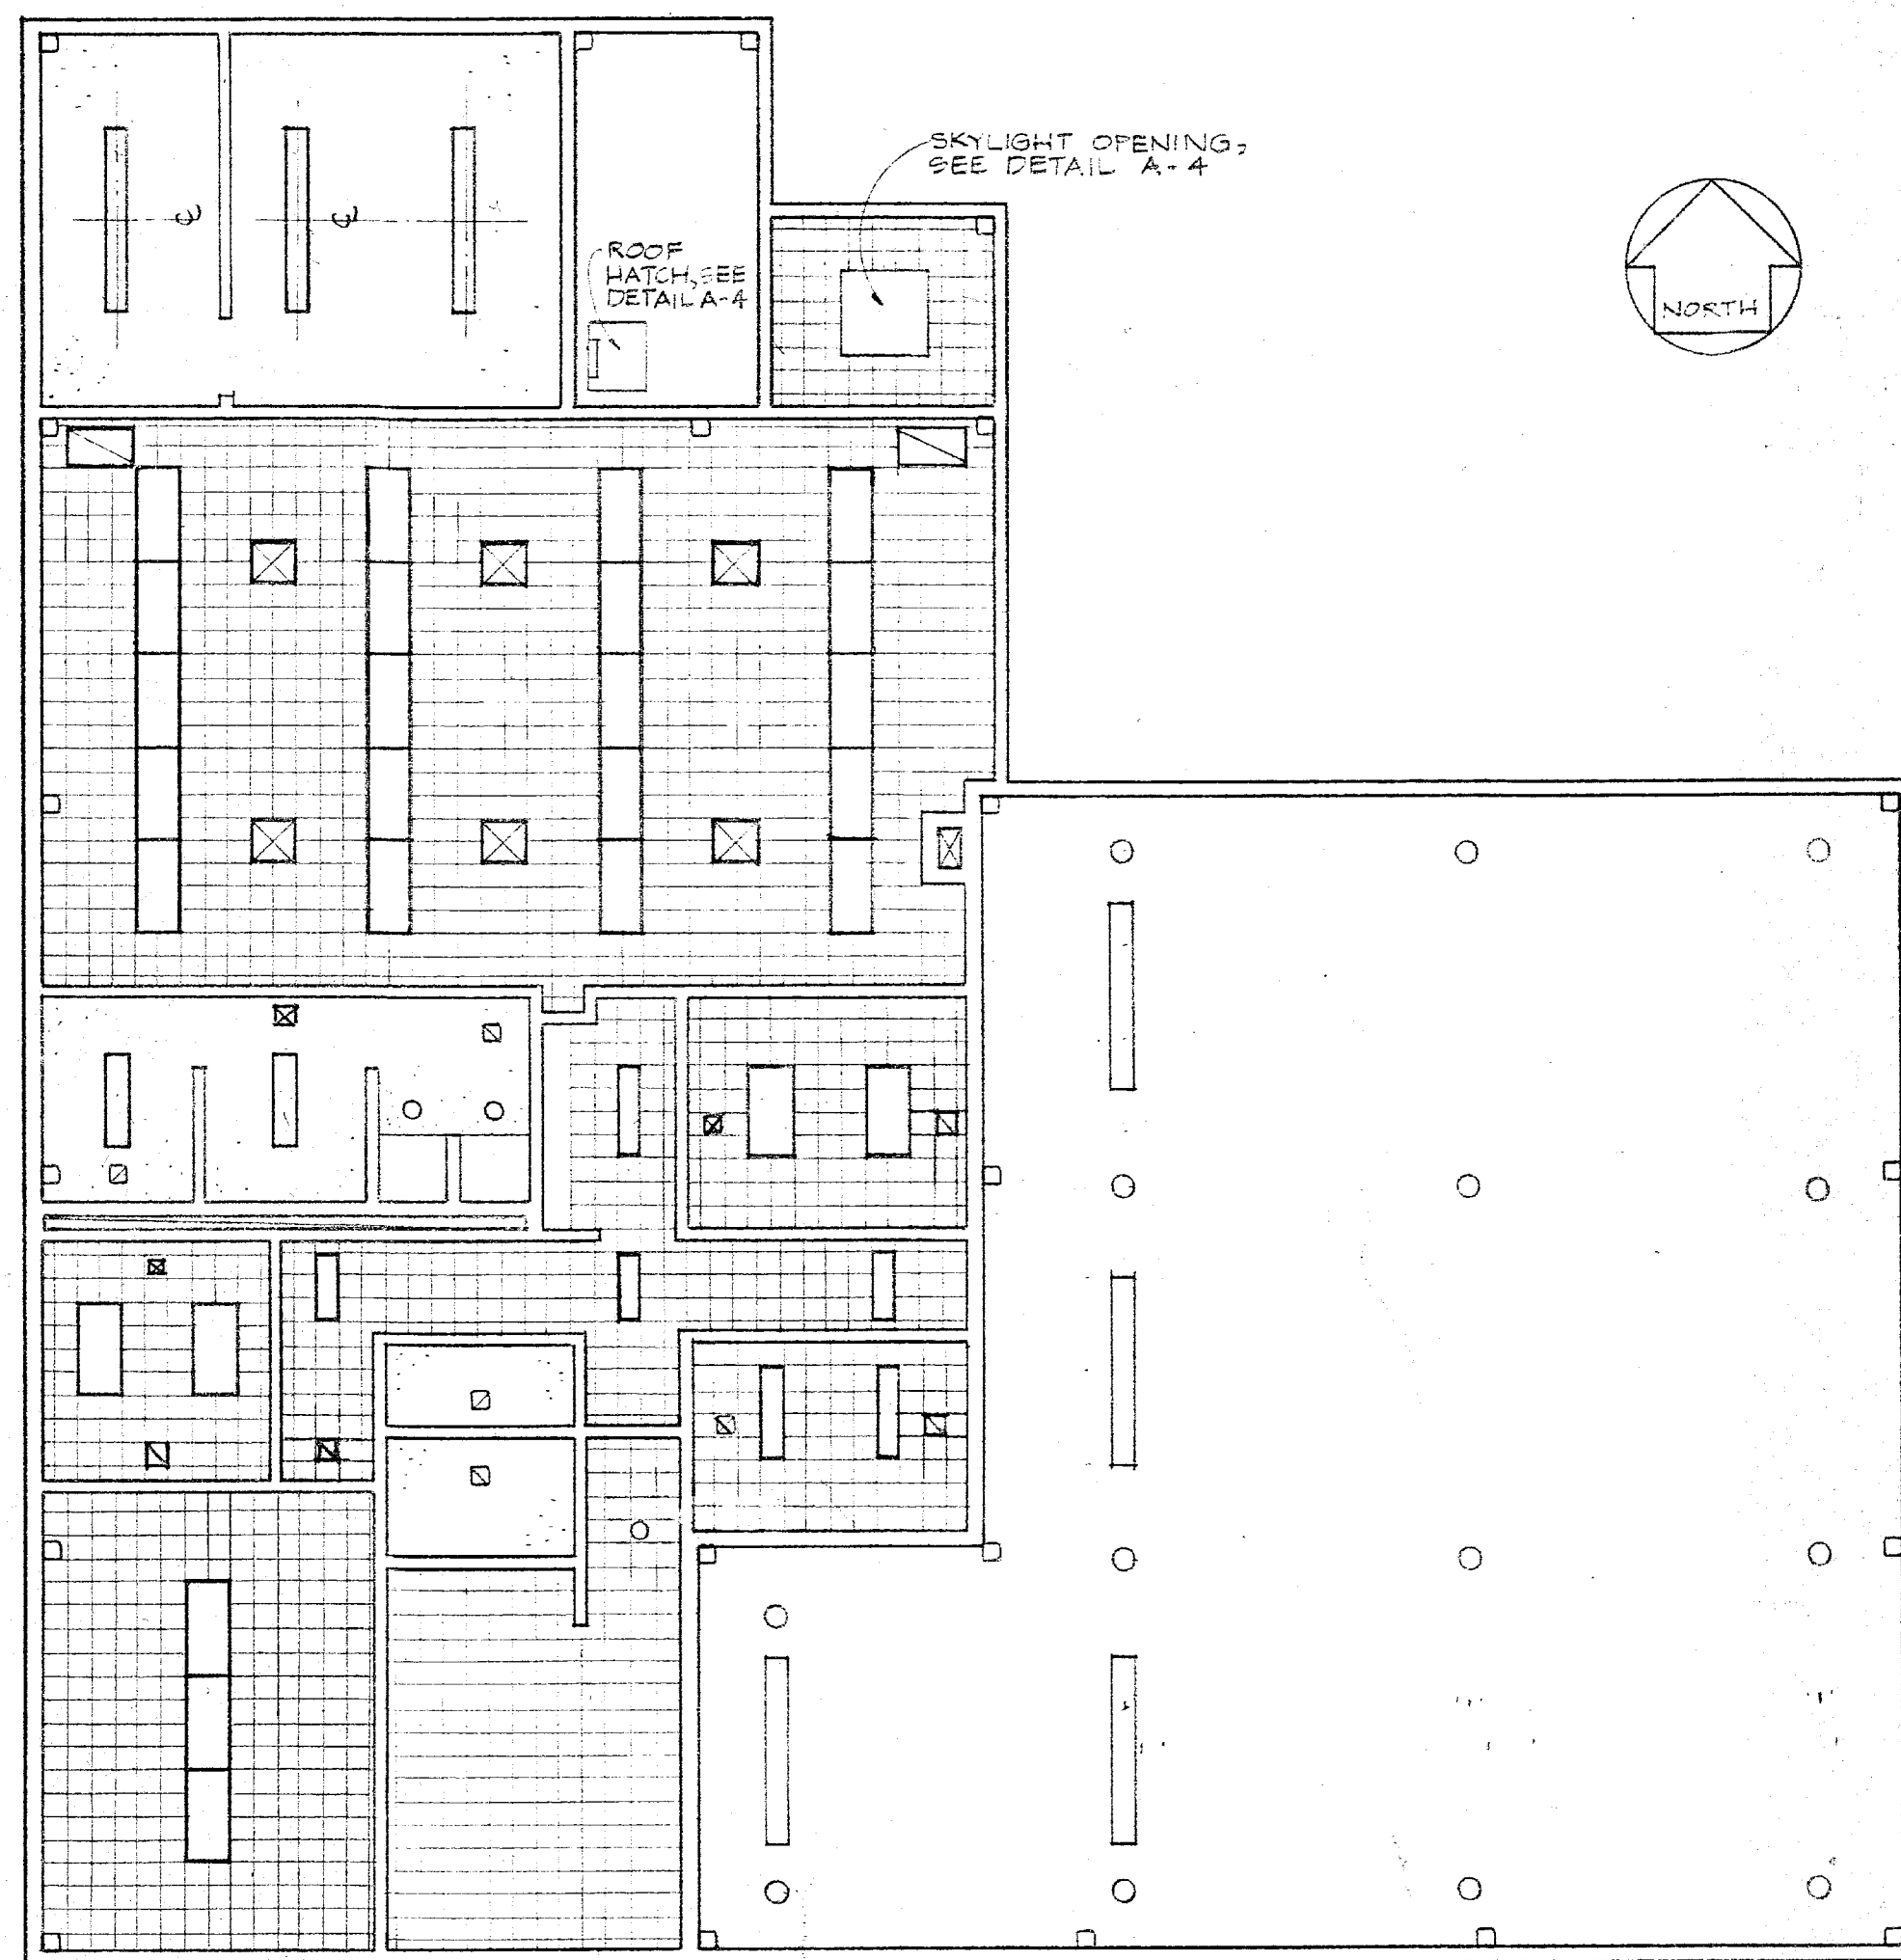 SKYLIGHT OPENING,
SEE DETAIL A-4
ROOF
HATCH, SEE
DETAIL A-4
NORTH